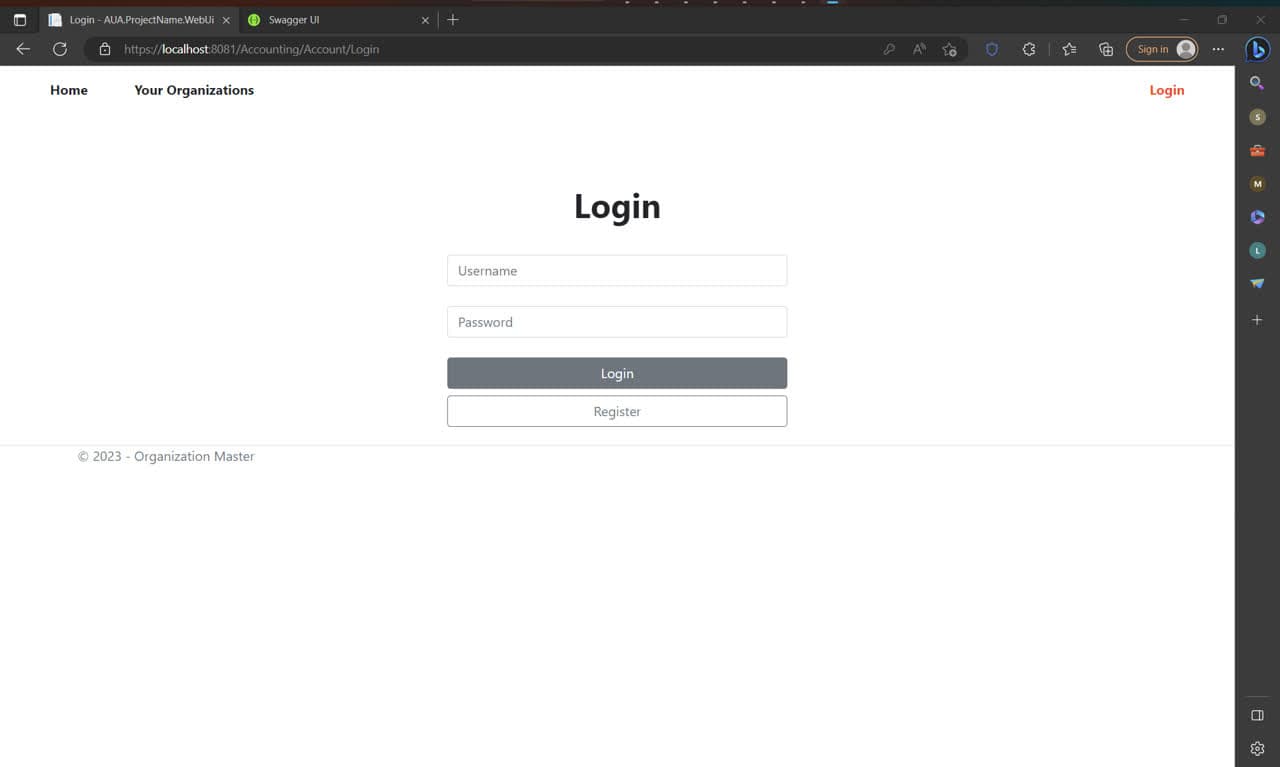 Login - AUA.ProjectName.WebUi
Swagger UI
https://localhost:8081/Accounting/Account/Login
Sign in
Home
Your Organizations
Login
S
M
L
Login
Username
Password
Login
Register
© 2023 - Organization Master